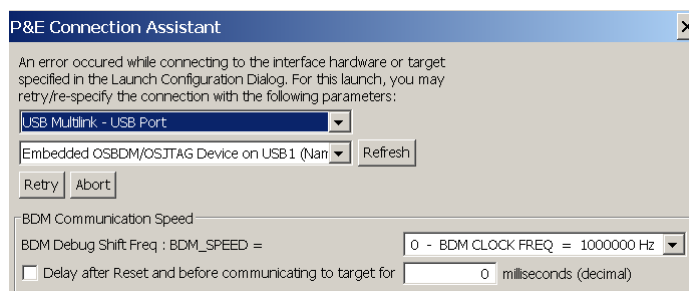 P&E Connection Assistant
An error occured while connecting to the interface hardware or target
specified in the Launch Configuration Dialog. For this launch, you may
retry/re-specify the connection with the following parameters:
USB Multilink - USB Port
Embedded OSBDM/OSJTAG Device on USB1 (Nam Refresh
Retry Abort
BDM Communication Speed
BDM Debug Shift Freq : BDM_SPEED = 0 - BDM CLOCK FREQ = 1000000 Hz
Delay after Reset and before communicating to target for 0 milliseconds (decimal)